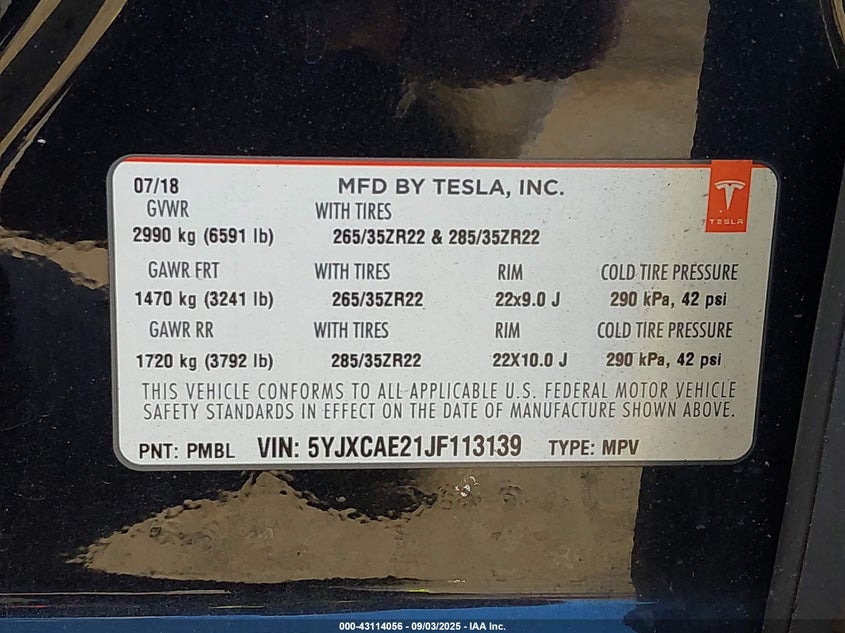 07/18 MFD BY TESLA, INC.
GVWR WITH TIRES
2990 kg (6591 lb) 265/35ZR22 & 285/35ZR22
GAWR FRT WITH TIRES RIM COLD TIRE PRESSURE
1470 kg (3241 lb) 265/35ZR22 22x9.0 J 290 kPa, 42 psi
GAWR RR WITH TIRES RIM COLD TIRE PRESSURE
1720 kg (3792 lb) 285/35ZR22 22X10.0 J 290 kPa, 42 psi
THIS VEHICLE CONFORMS TO ALL APPLICABLE U.S. FEDERAL MOTOR VEHICLE
SAFETY STANDARDS IN EFFECT ON THE DATE OF MANUFACTURE SHOWN ABOVE.
PNT: PMBL VIN: 5YJXCAE21JF113139 TYPE: MPV
TESLA
000-43114056 - 09/03/2025 - IAA Inc.